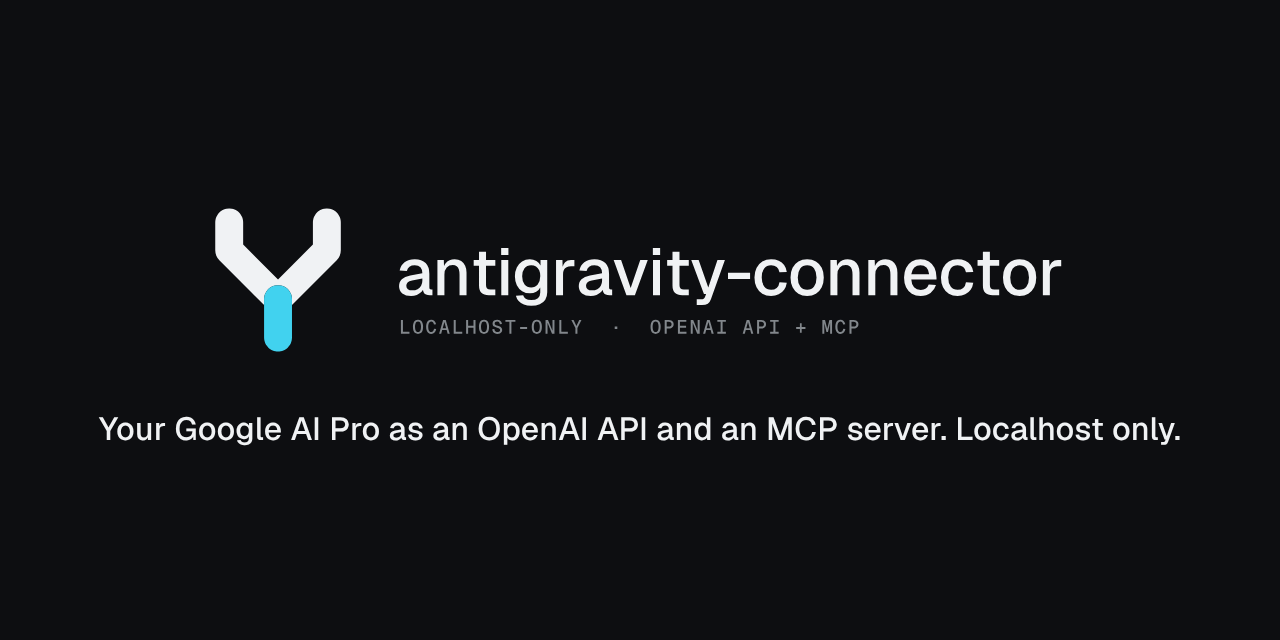 antigravity-connector
LOCALHOST-ONLY · OPENAI API + MCP
Your Google AI Pro as an OpenAI API and an MCP server. Localhost only.